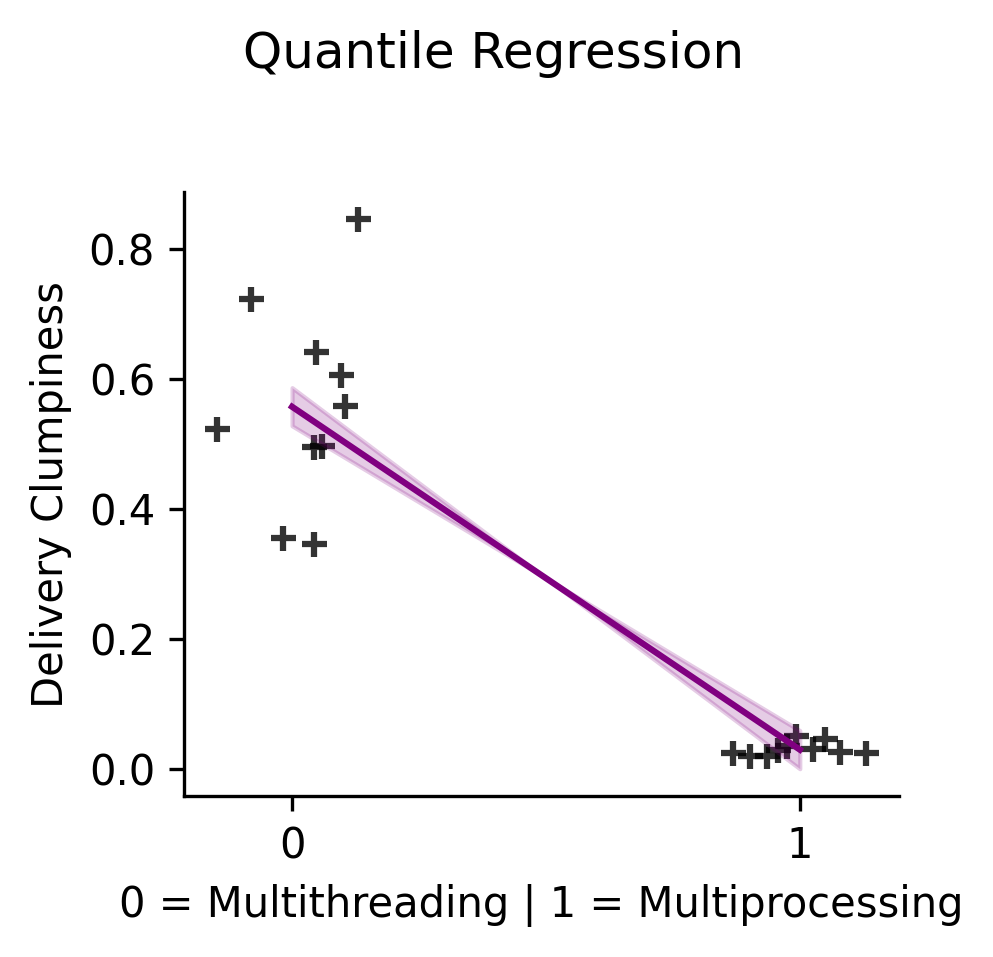 Quantile Regression
Delivery Clumpiness
0.8
0.6
0.4
0.2
0.0
0 1
0 = Multithreading | 1 = Multiprocessing